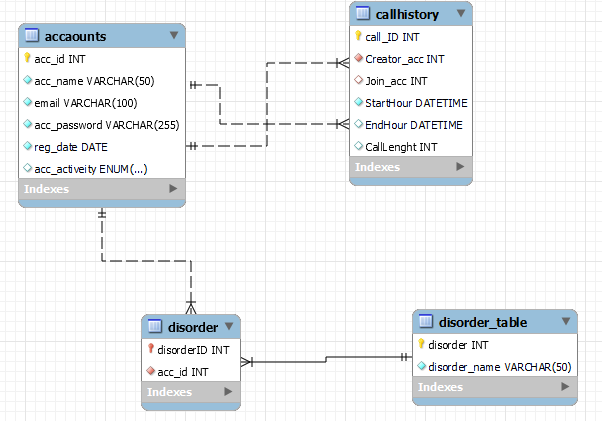 accaounts
acc_id INT
acc_name VARCHAR(50)
email VARCHAR(100)
acc_password VARCHAR(255)
reg_date DATE
acc_activeity ENUM(...)
Indexes
callhistory
call_ID INT
Creator_acc INT
Join_acc INT
StartHour DATETIME
EndHour DATETIME
CallLenght INT
Indexes
disorder
disorderID INT
acc_id INT
Indexes
disorder_table
disorder INT
disorder_name VARCHAR(50)
Indexes